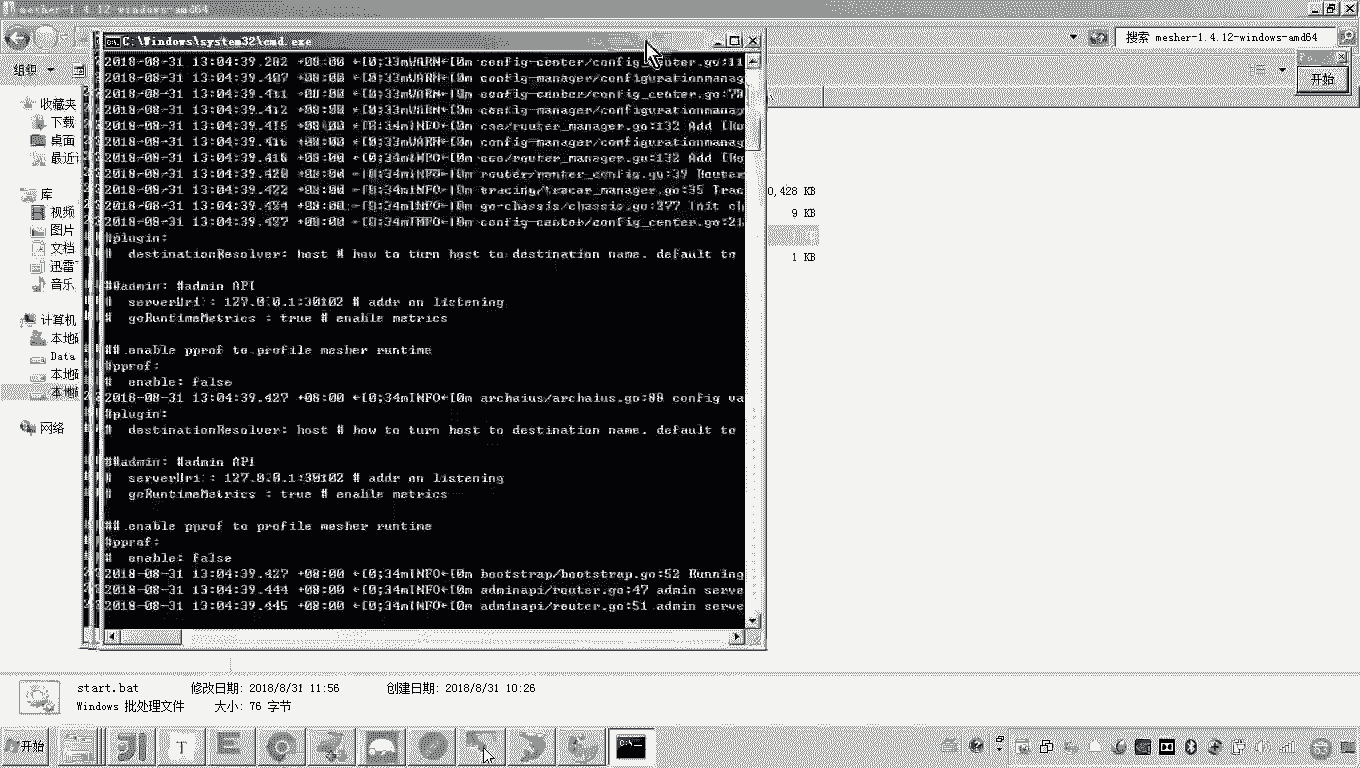 mesher-1.4.12-windows-amd64
C:\Windows\system32\cmd.exe
搜索 mesher-1.4.12-windows-amd64
组织
开始
收藏夹
下载
桌面
库
视频
图片
文档
迅雷
音乐
计算机
Data
网络
2018-08-31 13:04:39.202 +08:00 ←[0;33mWARN←[0m config-center/config_router.go:11
2018-08-31 13:04:39.407 +08:00 ←[0;33mWARN←[0m config-manager/configurationmanag
2018-08-31 13:04:39.411 +08:00 ←[0;33mWARN←[0m config-center/config_center.go:70
2018-08-31 13:04:39.412 +08:00 ←[0;33mWARN←[0m config-manager/configurationmanag
2018-08-31 13:04:39.415 +08:00 ←[0;34mINFO←[0m cse/router_manager.go:132 Add [Ro
2018-08-31 13:04:39.416 +08:00 ←[0;33mWARN←[0m config-manager/configurationmanag
2018-08-31 13:04:39.418 +08:00 ←[0;34mINFO←[0m cse/router_manager.go:132 Add [Ro
2018-08-31 13:04:39.420 +08:00 ←[0;34mINFO←[0m router/router_config.go:37 Router
2018-08-31 13:04:39.422 +08:00 ←[0;34mINFO←[0m tracing/tracer_manager.go:35 Trac
2018-08-31 13:04:39.424 +08:00 ←[0;34mINFO←[0m go-chassis/chassis.go:277 Init ch
2018-08-31 13:04:39.427 +08:00 ←[0;34mINFO←[0m config-center/config_center.go:21
#plugin:
#  destinationResolver: host # how to turn host to destination name. default to
##admin: #admin API
#  serverUri : 127.0.0.1:30102 # addr on listening
#  goRuntimeMetrics : true # enable metrics
## enable pprof to profile mesher runtime
#pprof:
#  enable: false
2018-08-31 13:04:39.427 +08:00 ←[0;34mINFO←[0m archaius/archaius.go:88 config va
#plugin:
#  destinationResolver: host # how to turn host to destination name. default to
##admin: #admin API
#  serverUri : 127.0.0.1:30102 # addr on listening
#  goRuntimeMetrics : true # enable metrics
## enable pprof to profile mesher runtime
#pprof:
#  enable: false
2018-08-31 13:04:39.427 +08:00 ←[0;34mINFO←[0m bootstrap/bootstrap.go:52 Running
2018-08-31 13:04:39.444 +08:00 ←[0;34mINFO←[0m adminapi/router.go:47 admin serve
2018-08-31 13:04:39.445 +08:00 ←[0;34mINFO←[0m adminapi/router.go:51 admin serve
0,428 KB
9 KB
1 KB
start.bat 修改日期: 2018/8/31 11:56 创建日期: 2018/8/31 10:26
Windows 批处理文件 大小: 76 字节
开始
63